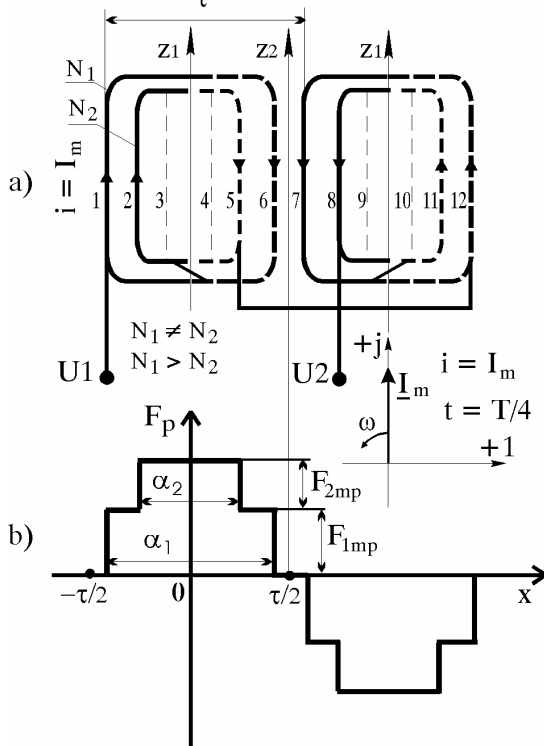 τ
z1 z2 z1
N1
N2
a)
i = Im
1 2 3 4 5 6 7 8 9 10 11 12
N1 ≠ N2
N1 > N2
U1
U2
+j
Im
i = Im
t = T/4
ω
+1
Fp
α2
F2mp
b)
α1
F1mp
−τ/2 0 τ/2 x